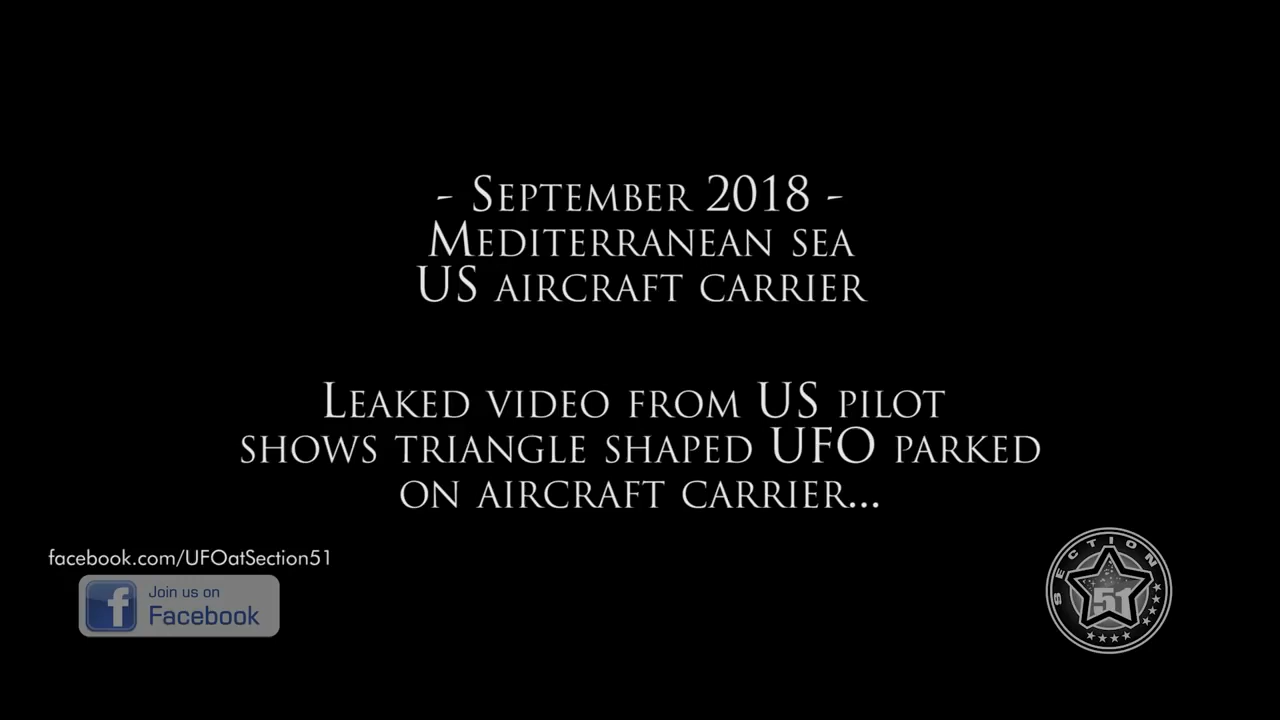 - September 2018 -
Mediterranean sea
US aircraft carrier
Leaked video from US pilot
shows triangle shaped UFO parked
on aircraft carrier...
facebook.com/UFOatSection51
Join us on
Facebook
SECTION
51